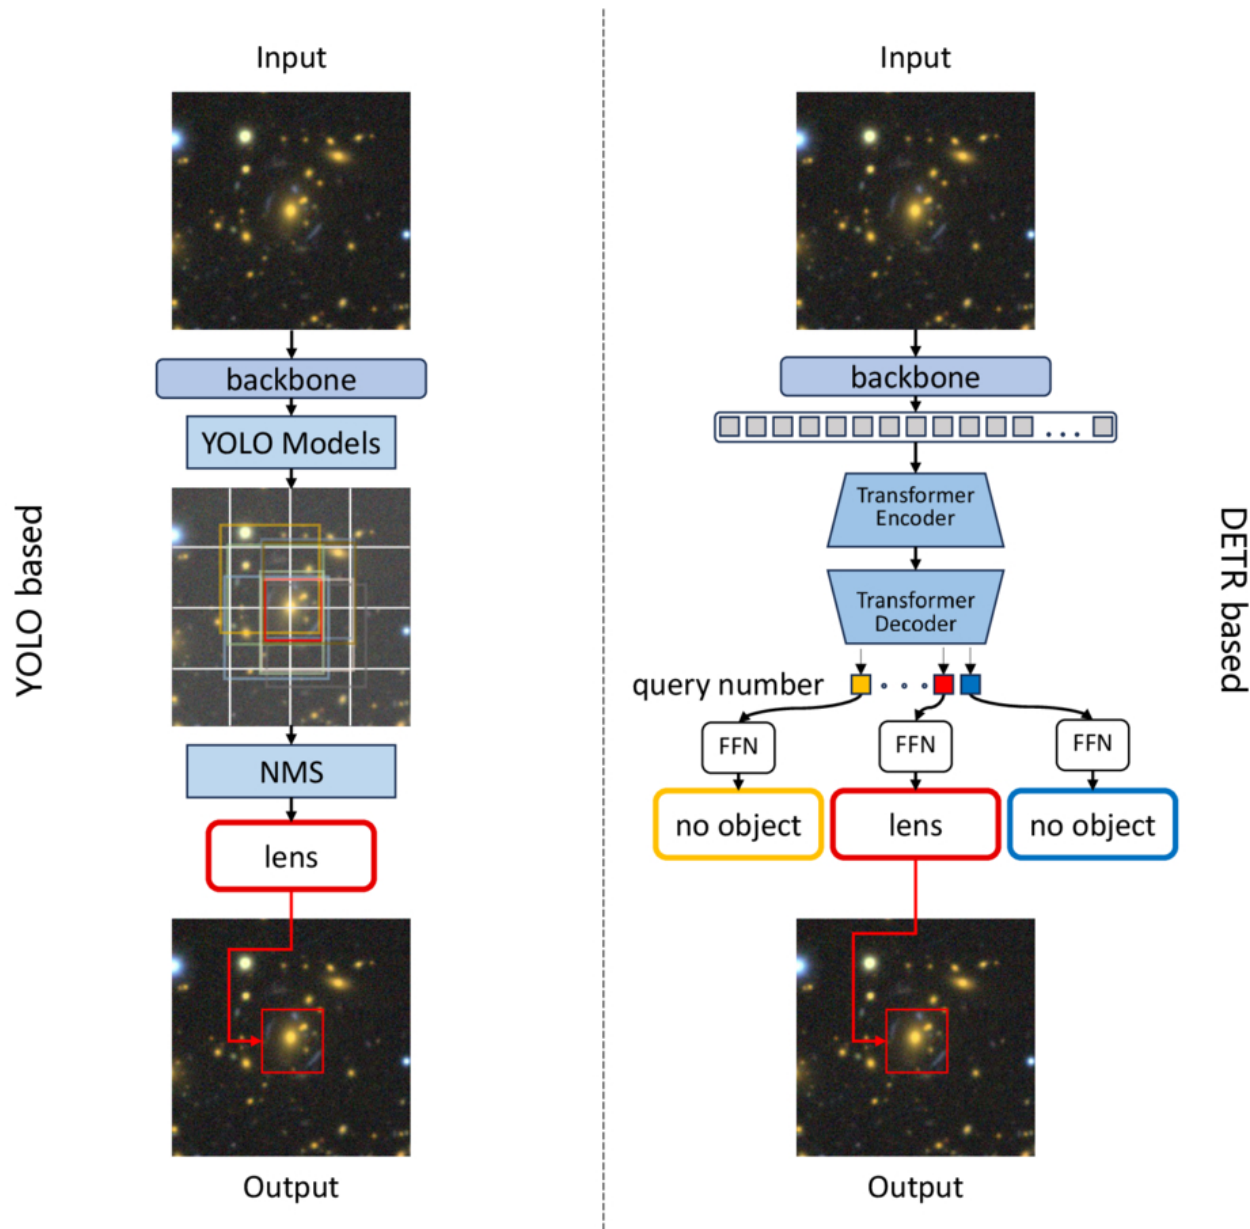 YOLO based
Input
backbone
YOLO Models
NMS
lens
Output
Input
backbone
. . .
Transformer
Encoder
Transformer
Decoder
query number
. . .
FFN
FFN
FFN
no object
lens
no object
Output
DETR based